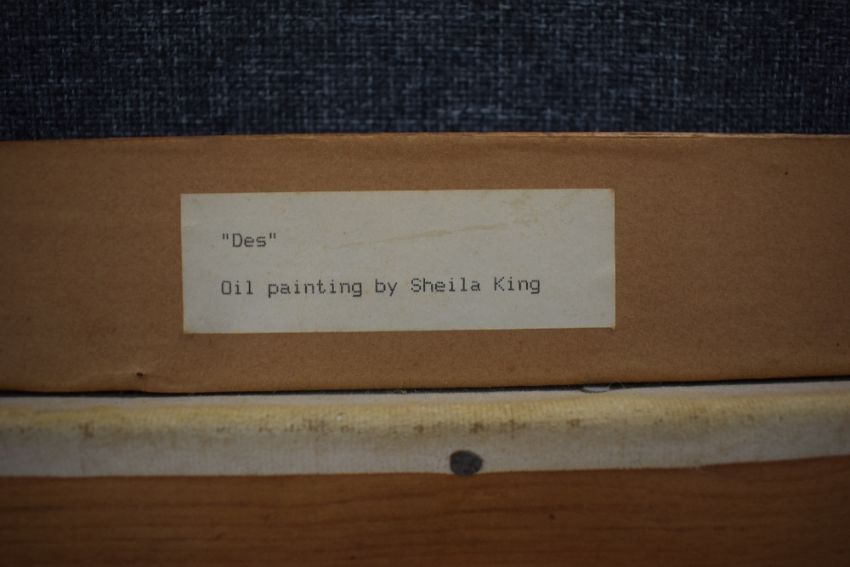 "Des"
Oil painting by Sheila King